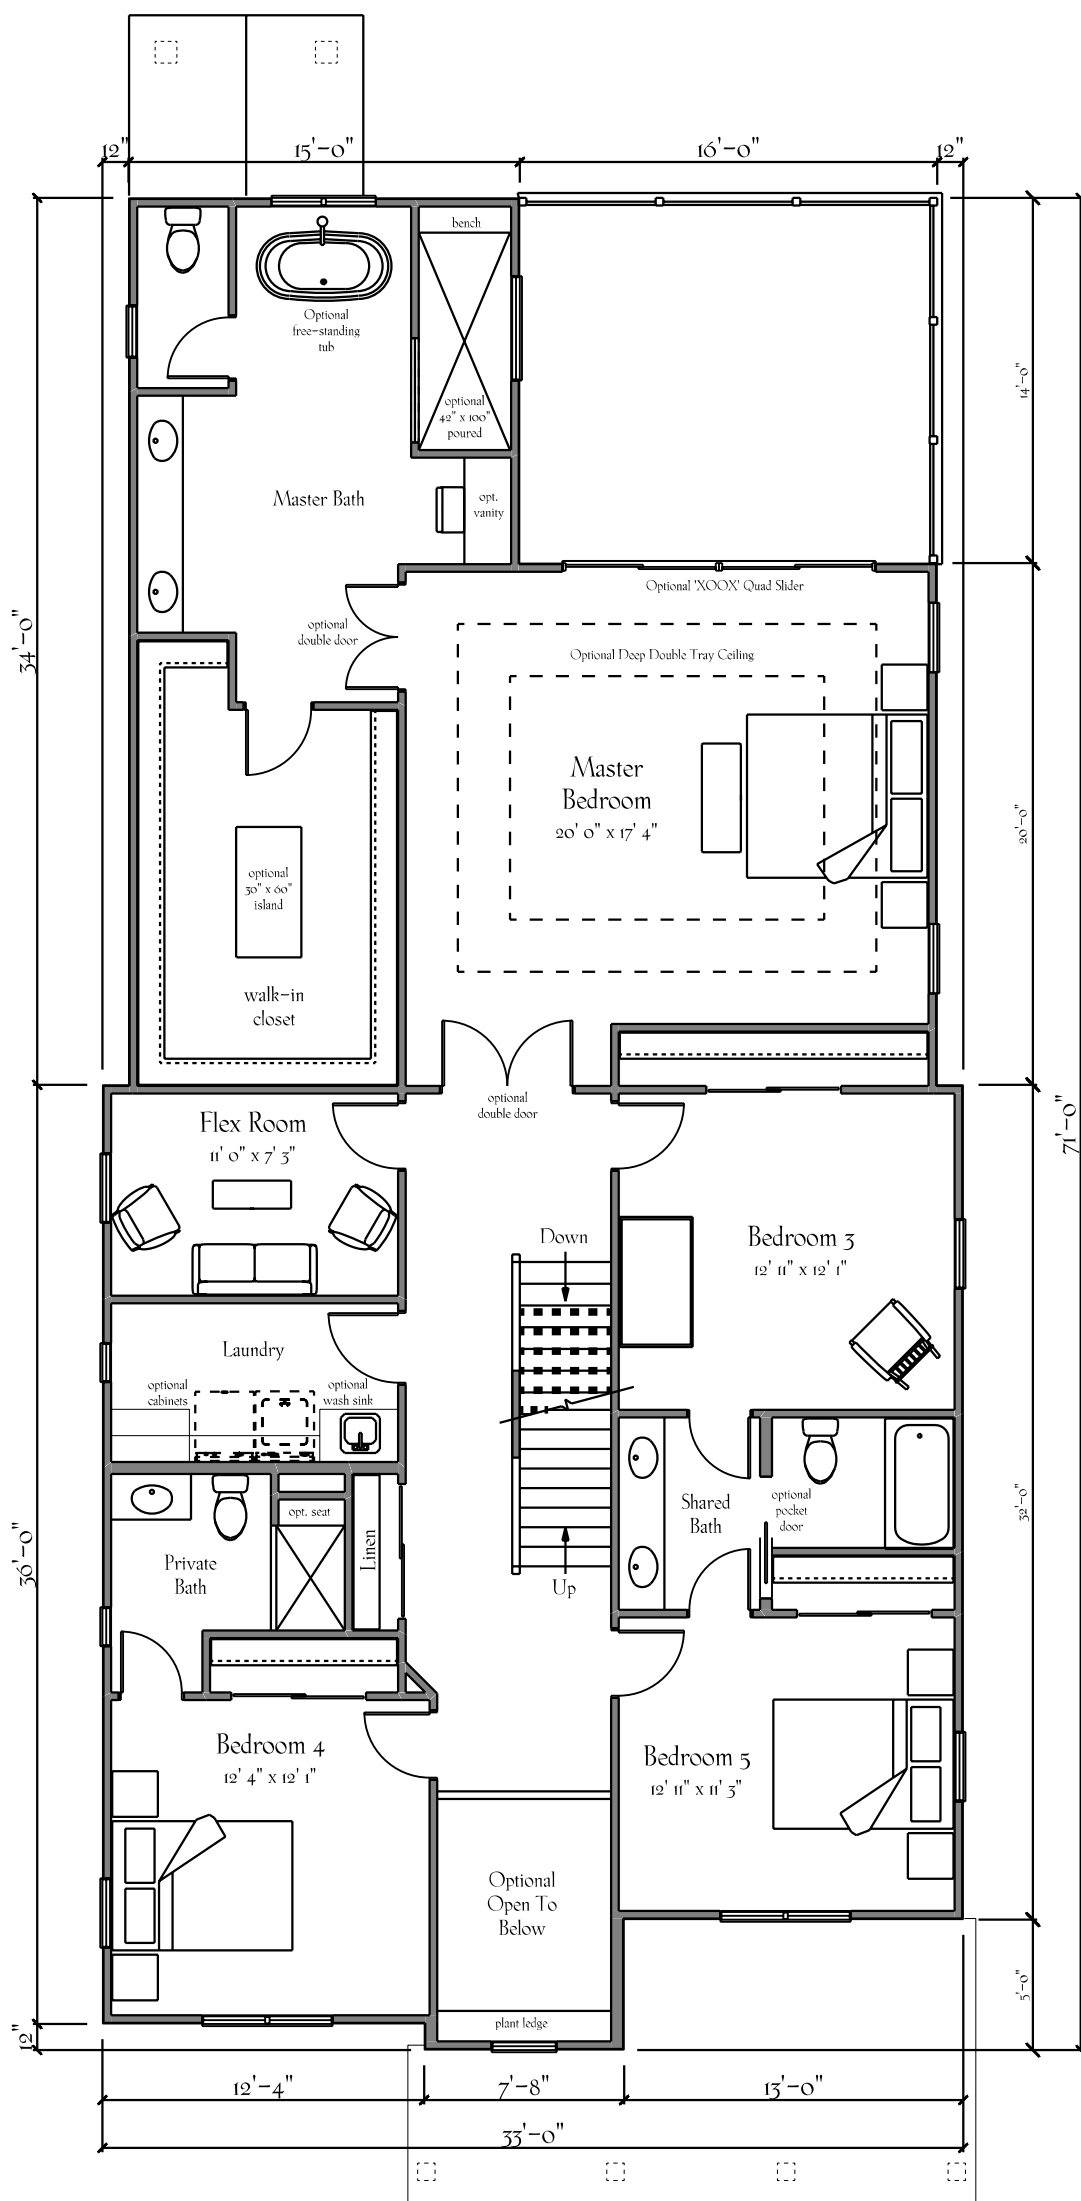 12"
15'-0"
16'-0"
12"
bench
Optional
free-standing
tub
optional
42" x 100"
poured
14'-0"
Master Bath
opt.
vanity
Optional 'XOOX' Quad Slider
optional
double door
34'-0"
Optional Deep Double Tray Ceiling
Master
Bedroom
20' 0" x 17' 4"
20'-0"
optional
30" x 60"
island
walk-in
closet
optional
double door
71'-0"
Flex Room
11' 0" x 7' 3"
Down
Bedroom 3
12' 11" x 12' 1"
Laundry
optional
cabinets
optional
wash sink
opt. seat
Shared
Bath
optional
pocket
door
32'-0"
36'-0"
Private
Bath
Linen
Up
Bedroom 4
12' 4" x 12' 1"
Bedroom 5
12' 11" x 11' 3"
Optional
Open To
Below
5'-0"
plant ledge
12"
12'-4"
7'-8"
13'-0"
33'-0"